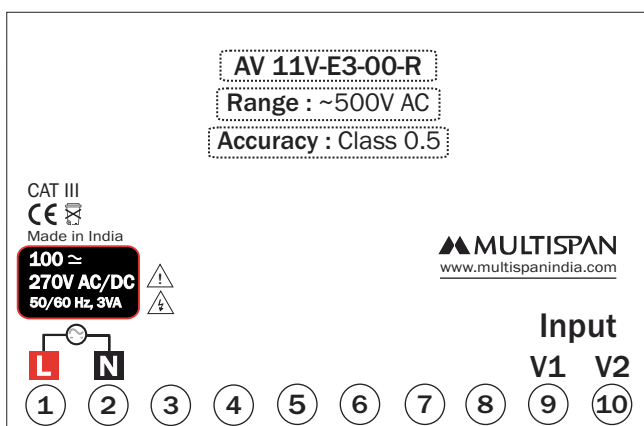 AV 11V-E3-00-R
Range : ~500V AC
Accuracy : Class 0.5
CAT III
CE
Made in India
100 ≂
270V AC/DC
50/60 Hz, 3VA
MULTISPAN
www.multispanindia.com
Input
L N V1 V2
1 2 3 4 5 6 7 8 9 10